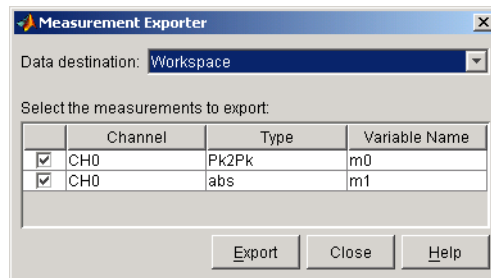 Measurement Exporter
Data destination: Workspace
Select the measurements to export:
Channel Type Variable Name
CH0 Pk2Pk m0
CH0 abs m1
Export Close Help